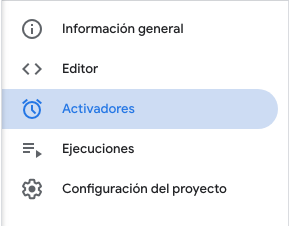 Información general
Editor
Activadores
Ejecuciones
Configuración del proyecto